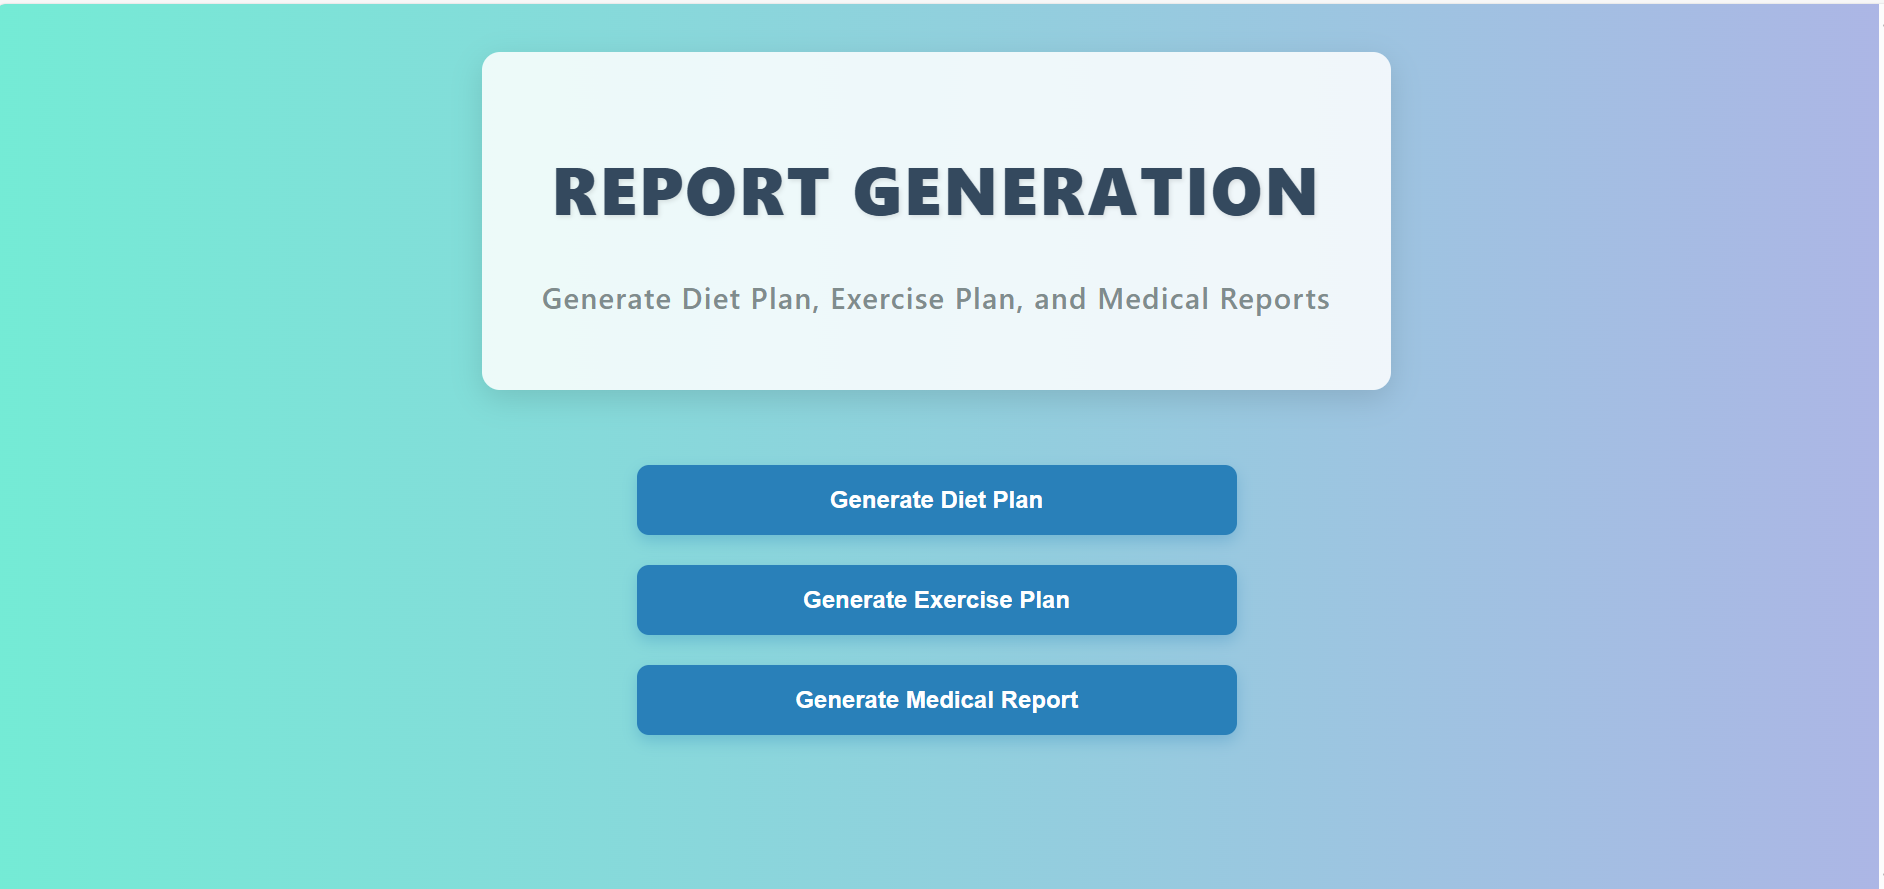 REPORT GENERATION
Generate Diet Plan, Exercise Plan, and Medical Reports
Generate Diet Plan
Generate Exercise Plan
Generate Medical Report